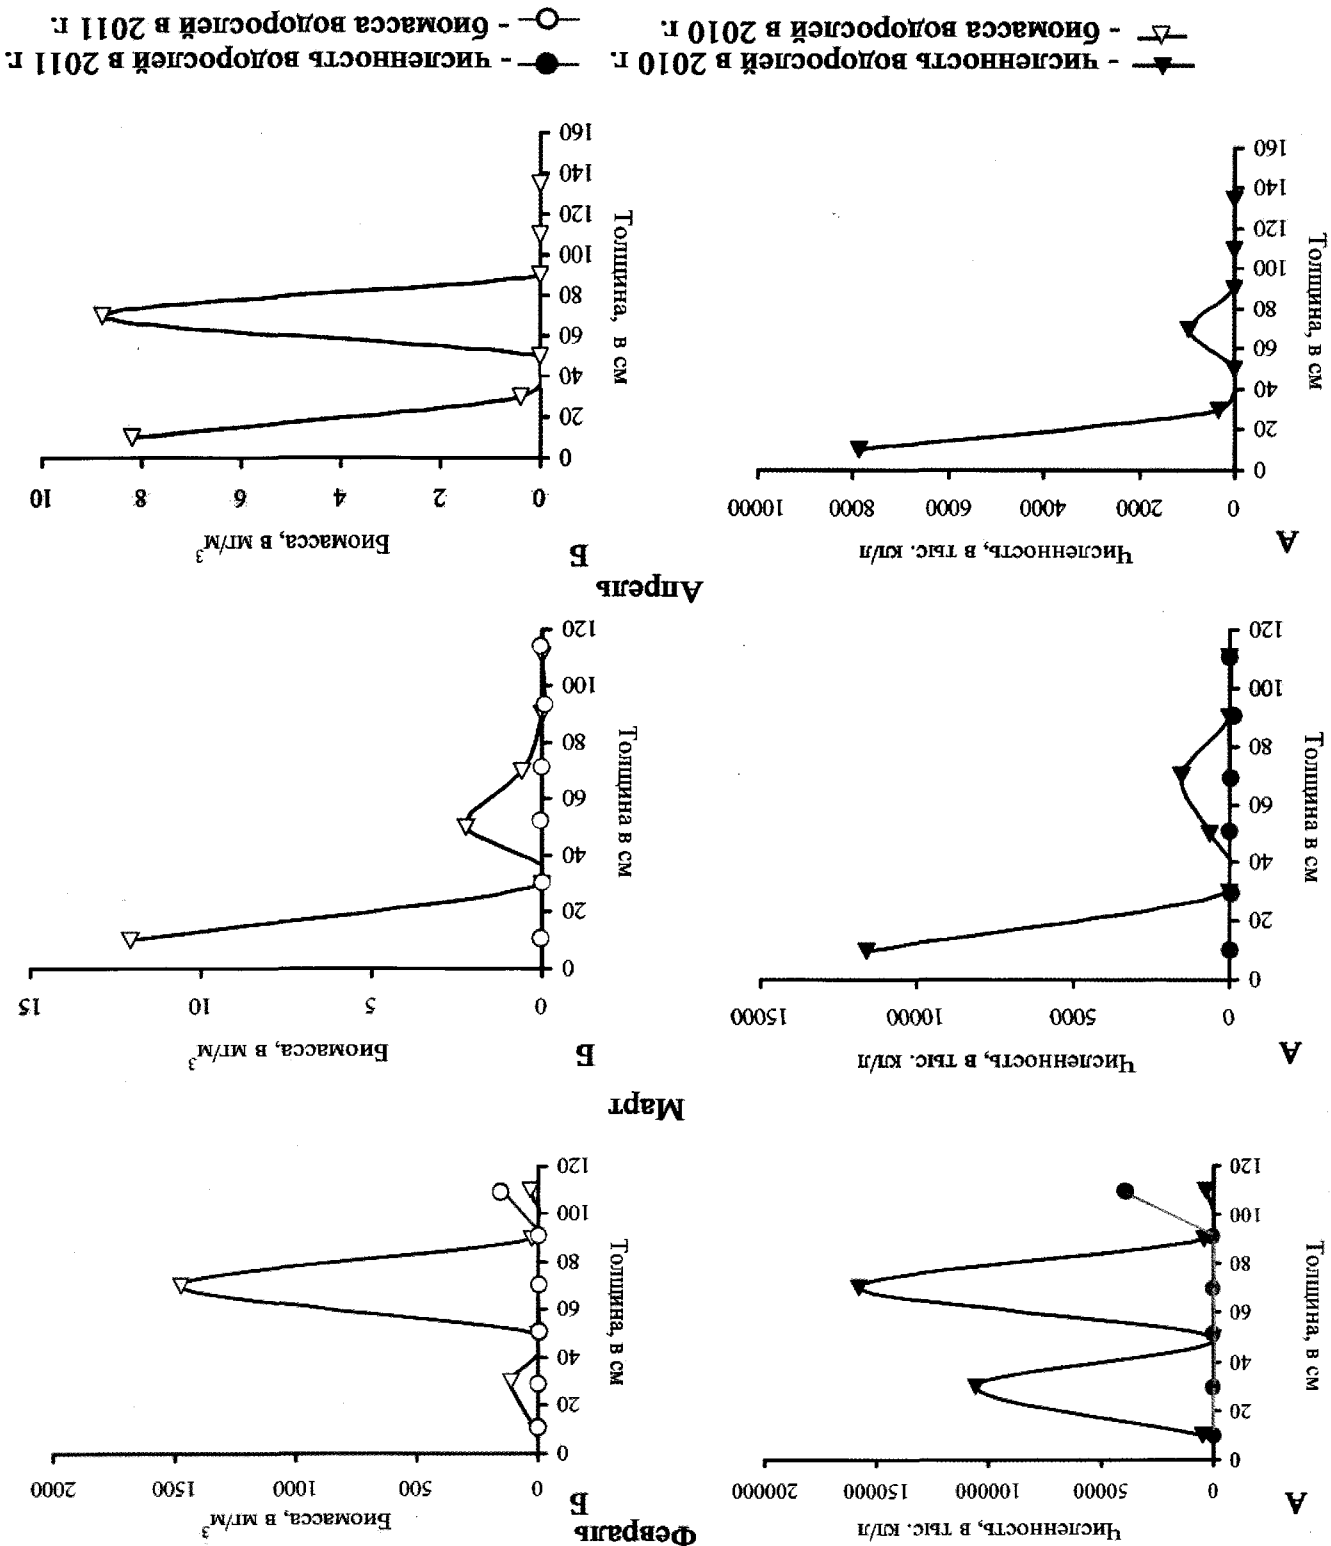 Февраль
А
Численность, в тыс. кл/л
0 50000 100000 150000 200000
0
20
40
60
80
100
120
Толщина, в см
Б
Биомасса, в мг/м³
0 500 1000 1500 2000
0
20
40
60
80
100
120
Толщина, в см
Март
А
Численность, в тыс. кл/л
0 5000 10000 15000
0
20
40
60
80
100
120
Толщина в см
Б
Биомасса, в мг/м³
0 5 10 15
0
20
40
60
80
100
120
Толщина в см
Апрель
А
Численность, в тыс. кл/л
0 2000 4000 6000 8000 10000
0
20
40
60
80
100
120
140
160
Толщина, в см
Б
Биомасса, в мг/м³
0 2 4 6 8 10
0
20
40
60
80
100
120
140
160
Толщина, в см
- численность водорослей в 2010 г.
- биомасса водорослей в 2010 г.
- численность водорослей в 2011 г.
- биомасса водорослей в 2011 г.